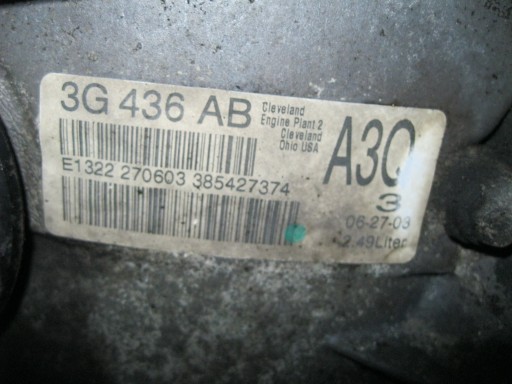 3G 436 AB
Cleveland
Engine Plant 2
Cleveland
Ohio USA
A3Q
E1322 270603 385427374
3
06-27-03
2.49Liter